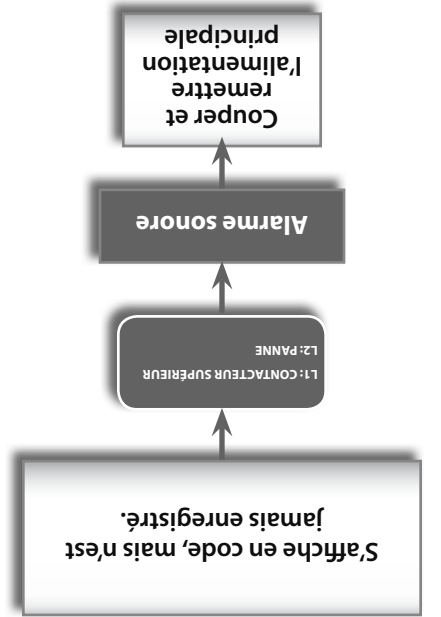 S'affiche en code, mais n'est
jamais enregistré.
L1: CONTACTEUR SUPÉRIEUR
L2: PANNE
Alarme sonore
Couper et
remettre
l'alimentation
principale